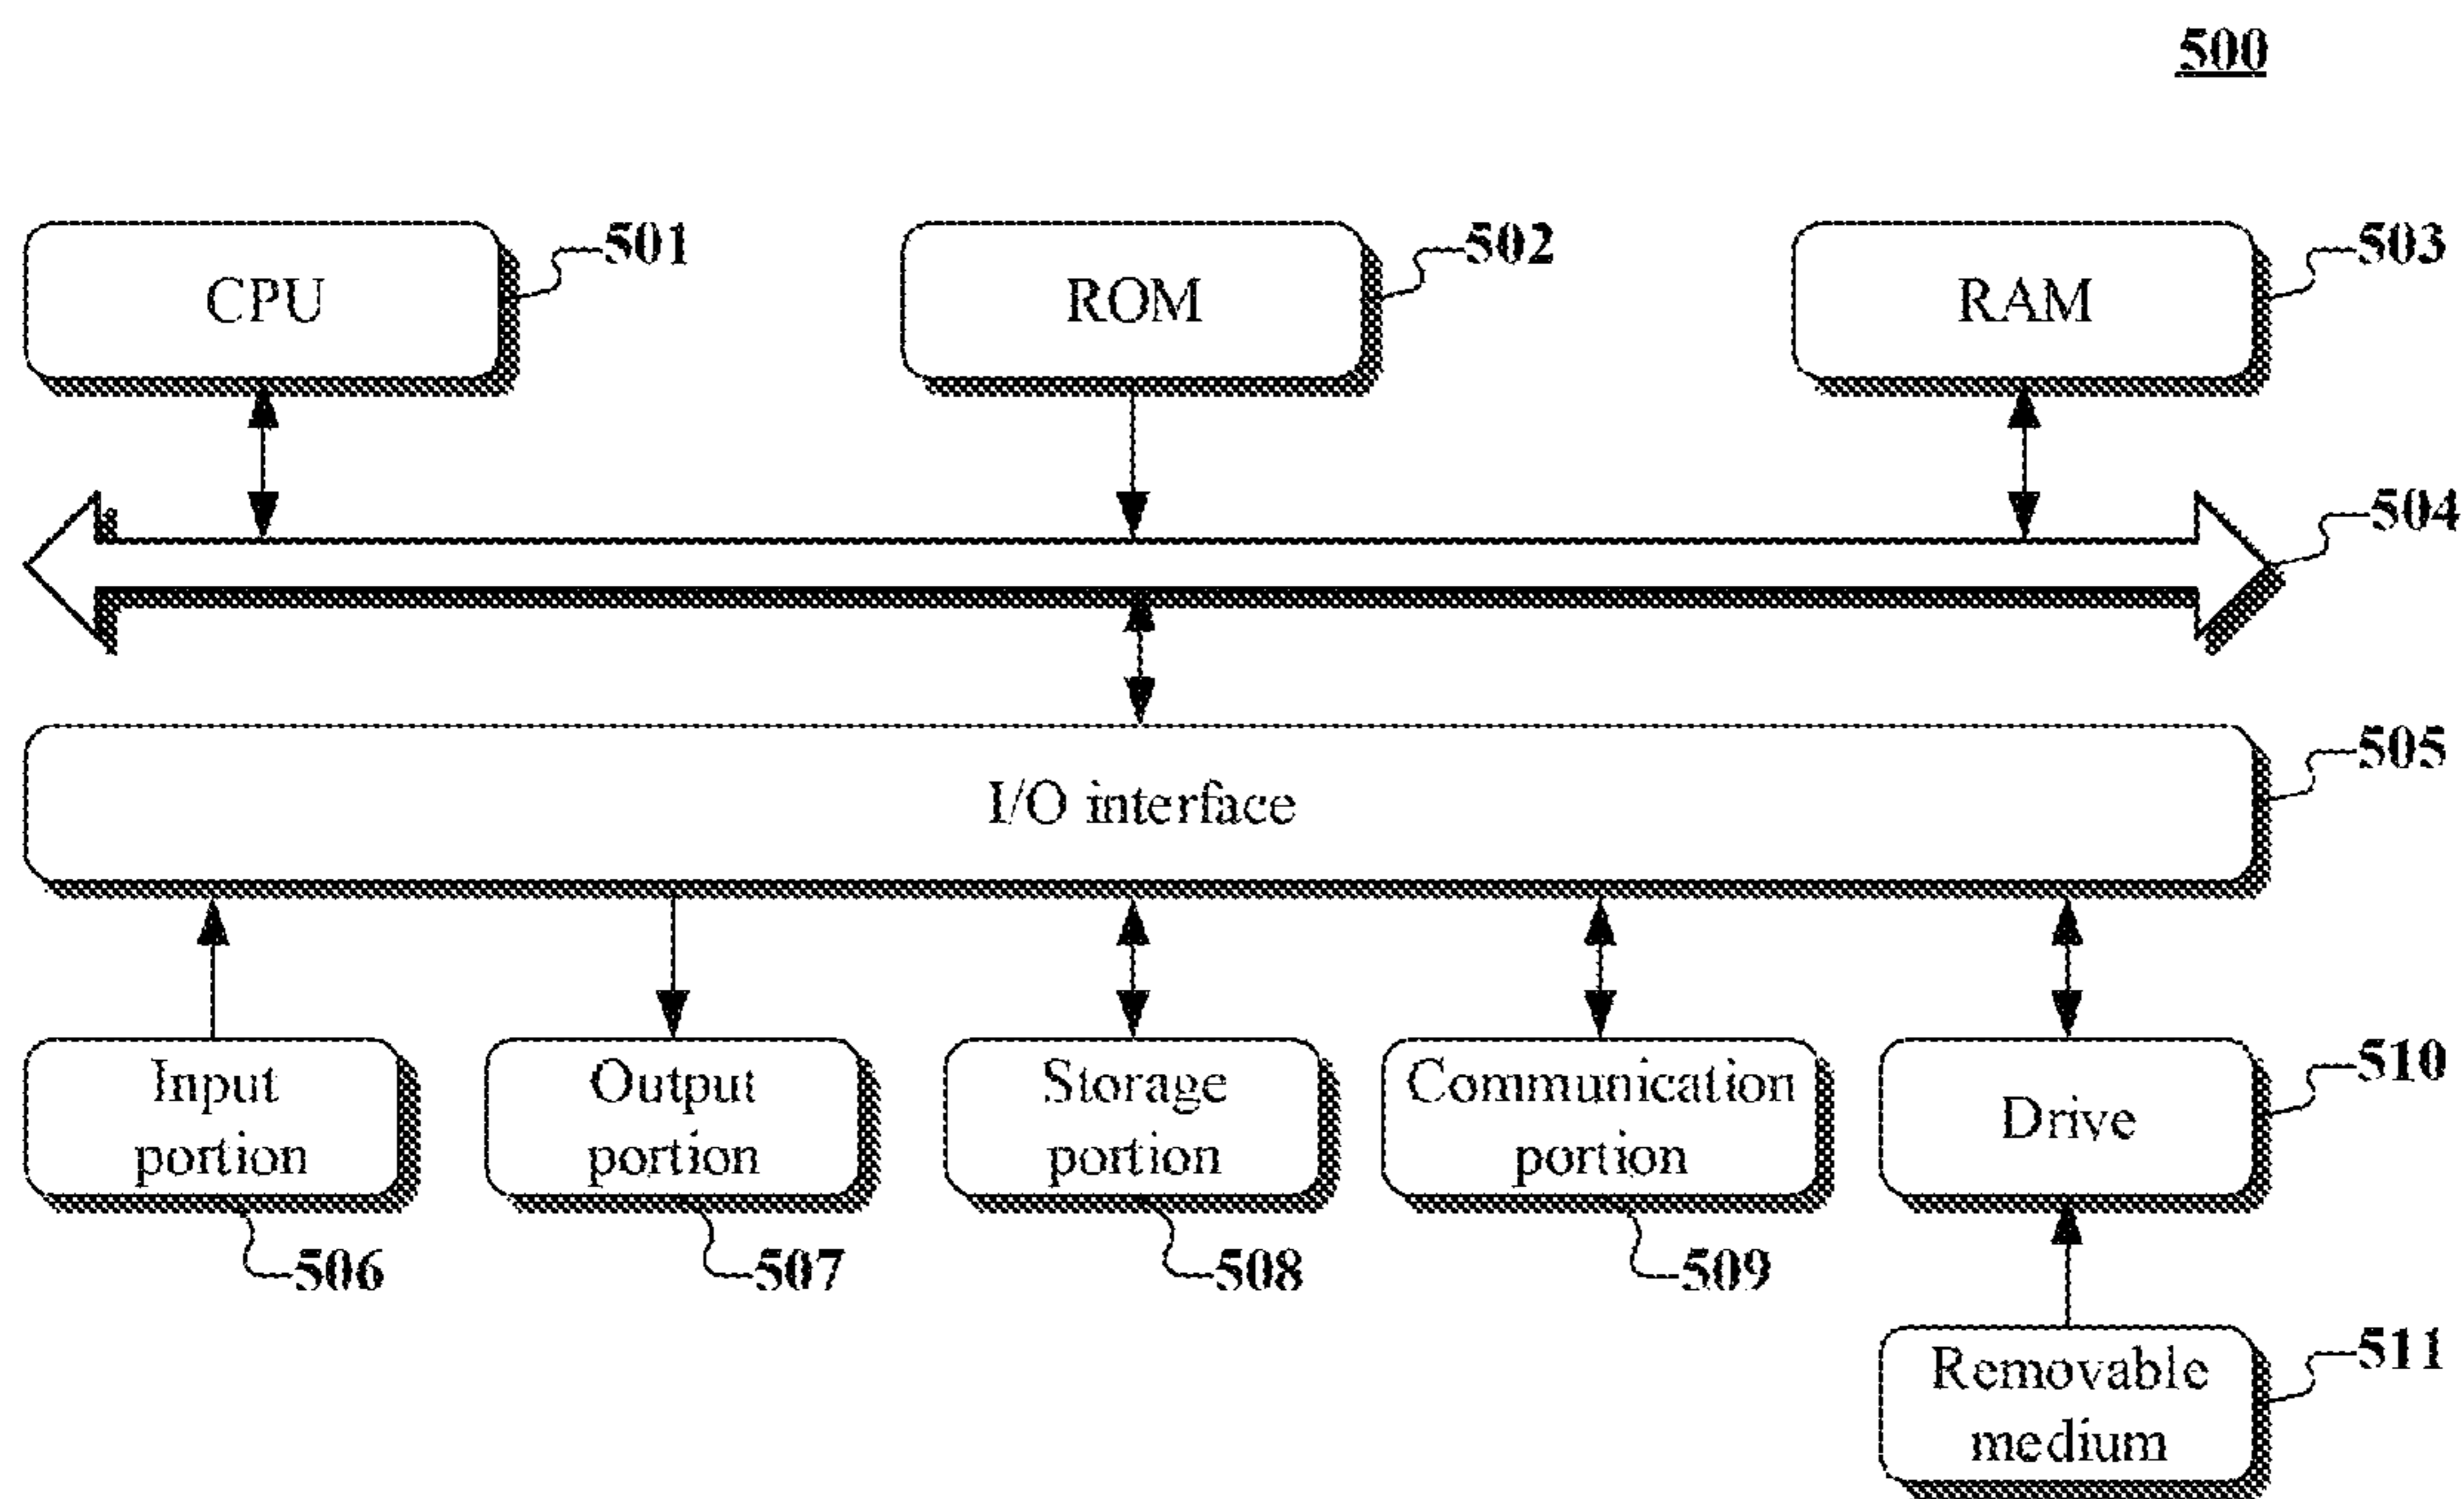 500
CPU
501
ROM
502
RAM
503
504
I/O interface
505
Input
portion
506
Output
portion
507
Storage
portion
508
Communication
portion
509
Drive
510
Removable
medium
511